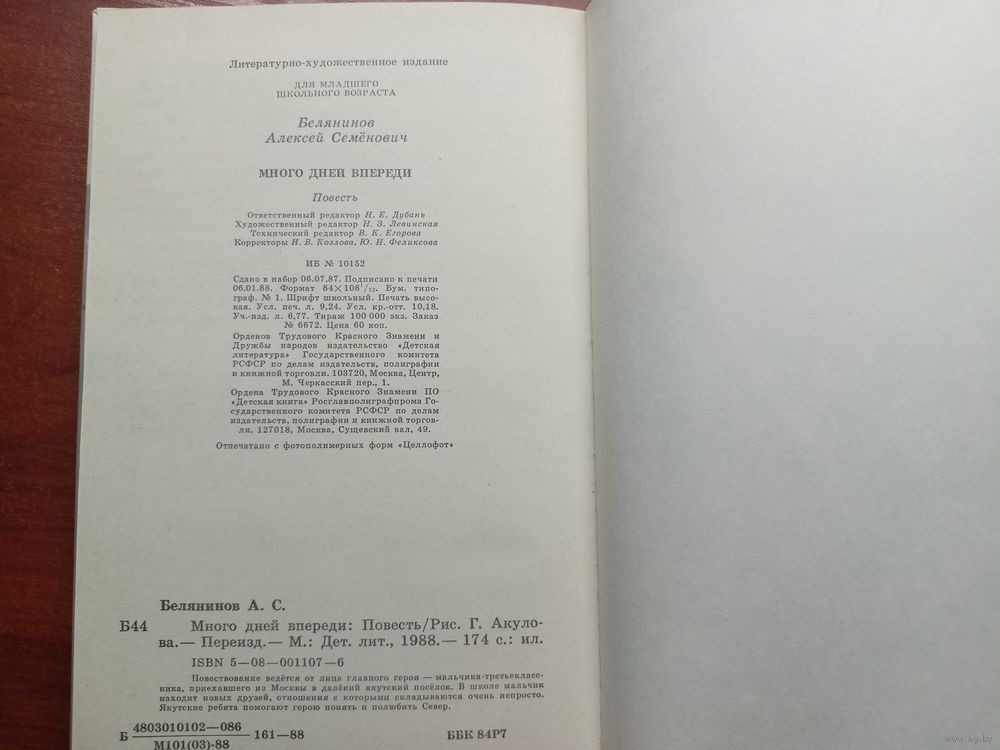 Литературно-художественное издание
ДЛЯ МЛАДШЕГО
ШКОЛЬНОГО ВОЗРАСТА
Белянинов
Алексей Семёнович
МНОГО ДНЕЙ ВПЕРЕДИ
Повесть
Ответственный редактор Н. Е. Дубань
Художественный редактор Н. З. Левинская
Технический редактор В. К. Егорова
Корректоры И. В. Козлова, Ю. Н. Феликсова
ИБ № 10152
Сдано в набор 06.07.87. Подписано к печати
06.01.88. Формат 84×108¹/₃₂. Бум. типо-
граф. № 1. Шрифт школьный. Печать высо-
кая. Усл. печ. л. 9,24. Усл. кр.-отт. 10,18.
Уч.-изд. л. 6,77. Тираж 100 000 экз. Заказ
№ 6672. Цена 60 коп.
Орденов Трудового Красного Знамени и
Дружбы народов издательство «Детская
литература» Государственного комитета
РСФСР по делам издательств, полиграфии
и книжной торговли. 103720, Москва, Центр,
М. Черкасский пер., 1.
Ордена Трудового Красного Знамени ПО
«Детская книга» Росглавполиграфпрома Го-
сударственного комитета РСФСР по делам
издательств, полиграфии и книжной торгов-
ли. 127018, Москва, Сущевский вал, 49.
Отпечатано с фотополимерных форм «Целлофот»
Белянинов А. С.
Б44 Много дней впереди: Повесть/Рис. Г. Акуло-
ва.— Переизд.— М.: Дет. лит., 1988.— 174 с.: ил.
ISBN 5—08—001107—6
Повествование ведётся от лица главного героя — мальчика-третьекласс-
ника, приехавшего из Москвы в далёкий якутский посёлок. В школе мальчик
находит новых друзей, отношения с которыми складываются очень непросто.
Якутские ребята помогают герою понять и полюбить Север.
4803010102—086
Б 161—88 ББК 84Р7
М101(03)-88
www.ay.by